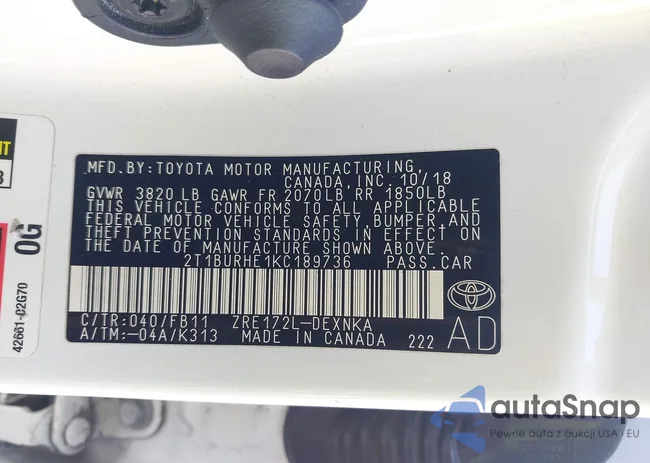 MFD. BY: TOYOTA MOTOR MANUFACTURING
CANADA, INC. 10/18
GVWR 3820 LB GAWR FR 2070LB RR 1850LB
THIS VEHICLE CONFORMS TO ALL APPLICABLE
FEDERAL MOTOR VEHICLE SAFETY, BUMPER AND
THEFT PREVENTION STANDARDS IN EFFECT ON
THE DATE OF MANUFACTURE SHOWN ABOVE.
2T1BURHE1KC189736 PASS.CAR
C/TR: 040/FB11 ZRE172L-DEXNKA
A/TM: -04A/K313 MADE IN CANADA 222
AD
0G
42661-02G70
autoSnap
Pewne auta z aukcji USA - EU